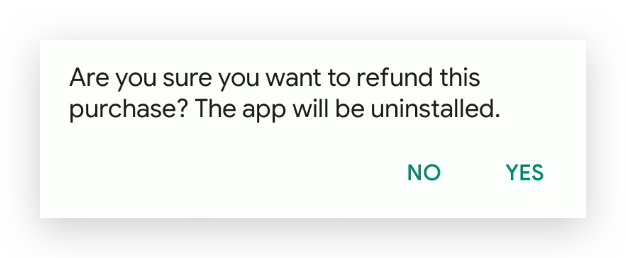 Are you sure you want to refund this
purchase? The app will be uninstalled.
NO YES